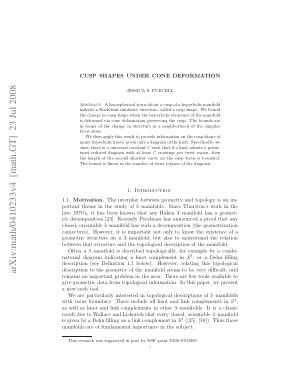 CUSP SHAPES UNDER CONE DEFORMATION
JESSICA S. PURCELL
Abstract. A horospherical torus about a cusp of a hyperbolic manifold
inherits a Euclidean similarity structure, called a cusp shape. We bound
the change in cusp shape when the hyperbolic structure of the manifold
is deformed via cone deformation preserving the cusp. The bounds are
in terms of the change in structure in a neighborhood of the singular
locus alone.
We then apply this result to provide information on the cusp shape of
many hyperbolic knots, given only a diagram of the knot. Specifically, we
show there is a universal constant C such that if a knot admits a prime,
twist reduced diagram with at least C crossings per twist region, then
the length of the second shortest curve on the cusp torus is bounded.
The bound is linear in the number of twist regions of the diagram.
1. Introduction
1.1. Motivation. The interplay between geometry and topology is an im-
portant theme in the study of 3-manifolds. Since Thurston's work in the
late 1970's, it has been known that any Haken 3-manifold has a geomet-
ric decomposition [23]. Recently Perelman has announced a proof that any
closed, orientable 3-manifold has such a decomposition (the geometrization
conjecture). However, it is important not only to know the existence of a
geometric structure on a 3-manifold, but also to understand the relation
between that structure and the topological description of the manifold.
Often a 3-manifold is described topologically, for example by a combi-
natorial diagram indicating a knot complement in S³, or a Dehn filling
description (see Definition 1.1 below). However, relating this topological
description to the geometry of the manifold seems to be very difficult, and
remains an important problem in the area. There are few tools available to
give geometric data from topological information. In this paper, we present
a new such tool.
We are particularly interested in topological descriptions of 3-manifolds
with torus boundary. These include all knot and link complements in S³,
as well as knot and link complements in other 3-manifolds. It is a classic
result due to Wallace and Lickorish that every closed, orientable 3-manifold
is given by a Dehn filling on a link complement in S³ ([25], [18]). Thus these
manifolds are of fundamental importance in the subject.
This research was supported in part by NSF grant DMS-0704359.
1
arXiv:math/0410233v4 [math.GT] 23 Jul 2008